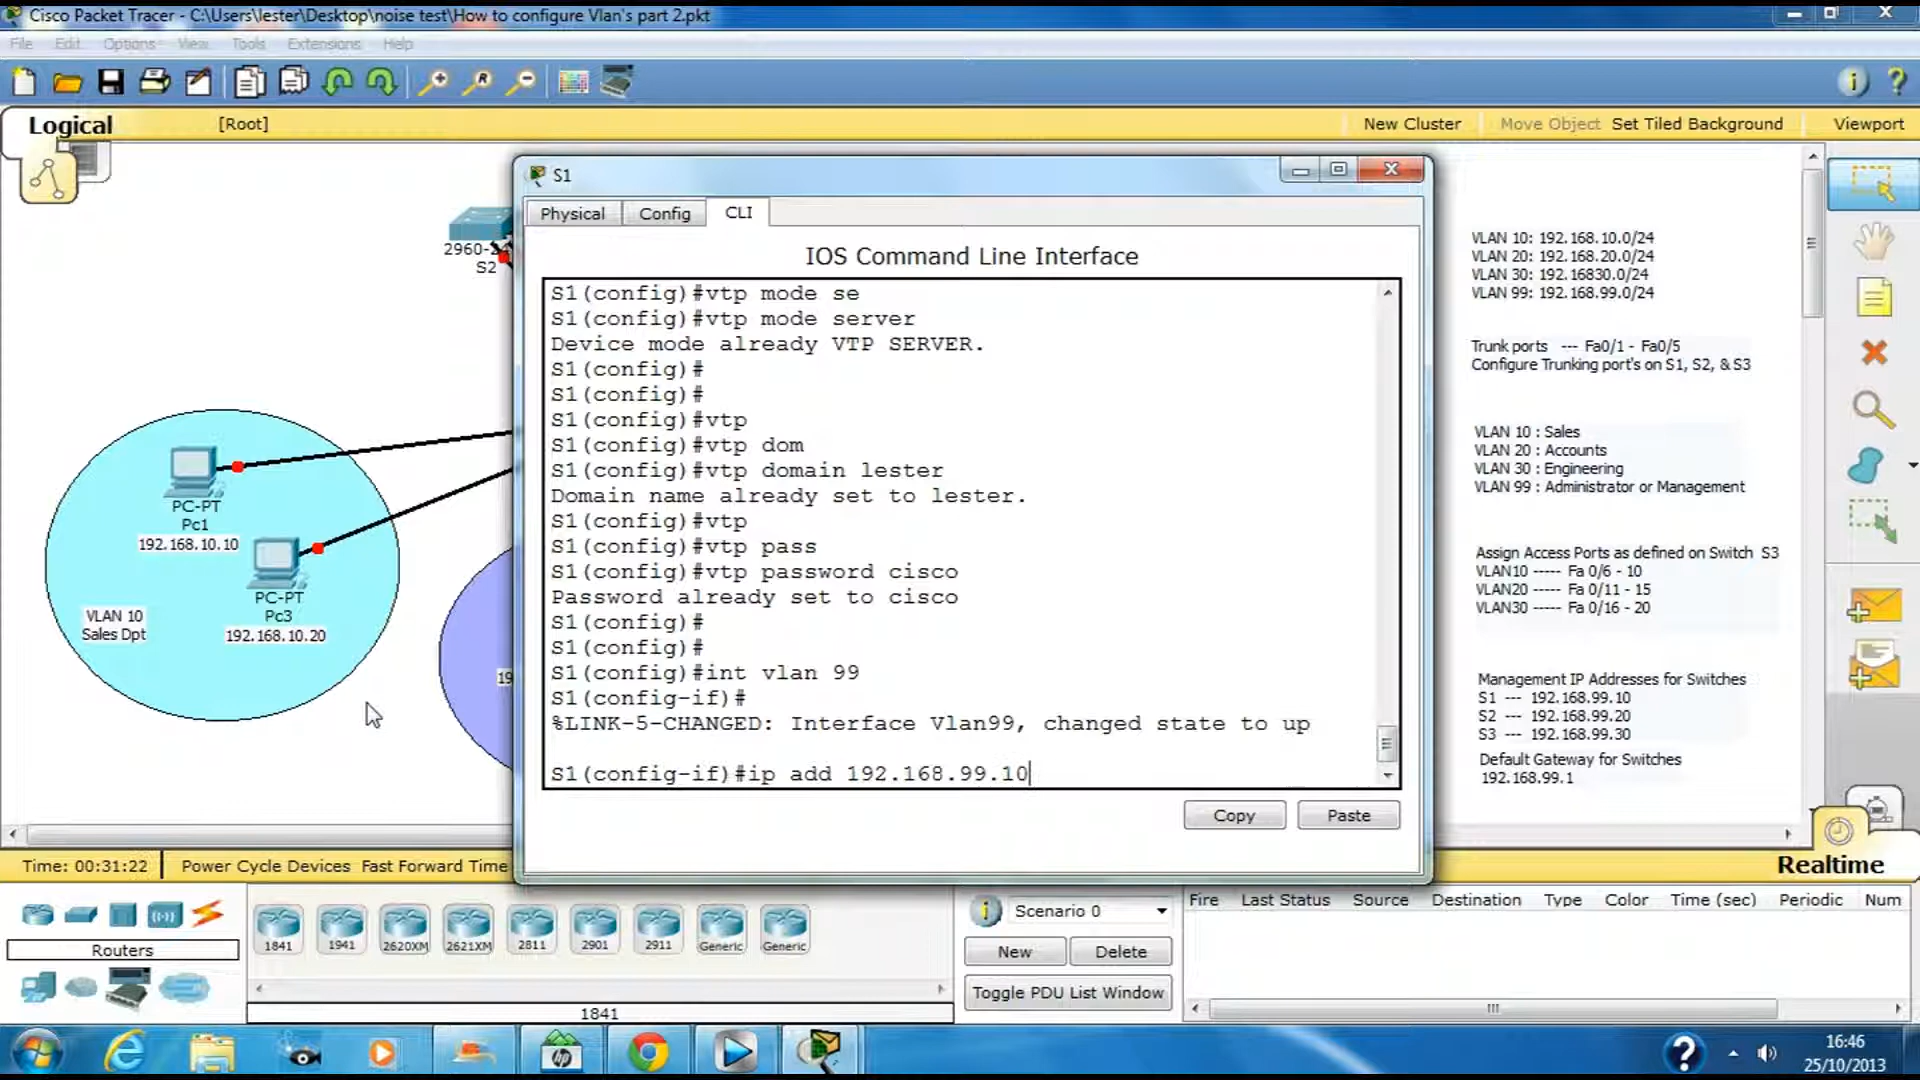 Cisco Packet Tracer - C:\Users\lester\Desktop\noise test\How to configure Vlan's part 2.pkt
File Edit Options View Tools Extensions Help
Logical
[Root]
New Cluster
Move Object
Set Tiled Background
Viewport
2960-24
S2
PC-PT
Pc1
192.168.10.10
PC-PT
Pc3
192.168.10.20
VLAN 10
Sales Dpt
19
S1
Physical
Config
CLI
IOS Command Line Interface
S1(config)#vtp mode se
S1(config)#vtp mode server
Device mode already VTP SERVER.
S1(config)#
S1(config)#
S1(config)#vtp
S1(config)#vtp dom
S1(config)#vtp domain lester
Domain name already set to lester.
S1(config)#vtp
S1(config)#vtp pass
S1(config)#vtp password cisco
Password already set to cisco
S1(config)#
S1(config)#
S1(config)#int vlan 99
S1(config-if)#
%LINK-5-CHANGED: Interface Vlan99, changed state to up
S1(config-if)#ip add 192.168.99.10
Copy
Paste
VLAN 10: 192.168.10.0/24
VLAN 20: 192.168.20.0/24
VLAN 30: 192.16830.0/24
VLAN 99: 192.168.99.0/24
Trunk ports --- Fa0/1 - Fa0/5
Configure Trunking port's on S1, S2, & S3
VLAN 10 : Sales
VLAN 20 : Accounts
VLAN 30 : Engineering
VLAN 99 : Administrator or Management
Assign Access Ports as defined on Switch S3
VLAN10 ----- Fa 0/6 - 10
VLAN20 ----- Fa 0/11 - 15
VLAN30 ----- Fa 0/16 - 20
Management IP Addresses for Switches
S1 --- 192.168.99.10
S2 --- 192.168.99.20
S3 --- 192.168.99.30
Default Gateway for Switches
192.168.99.1
Time: 00:31:22
Power Cycle Devices
Fast Forward Time
Realtime
Routers
1841
1941
2620XM
2621XM
2811
2901
2911
Generic
Generic
1841
Scenario 0
New
Delete
Toggle PDU List Window
Fire
Last Status
Source
Destination
Type
Color
Time (sec)
Periodic
Num
hp
16:46
25/10/2013